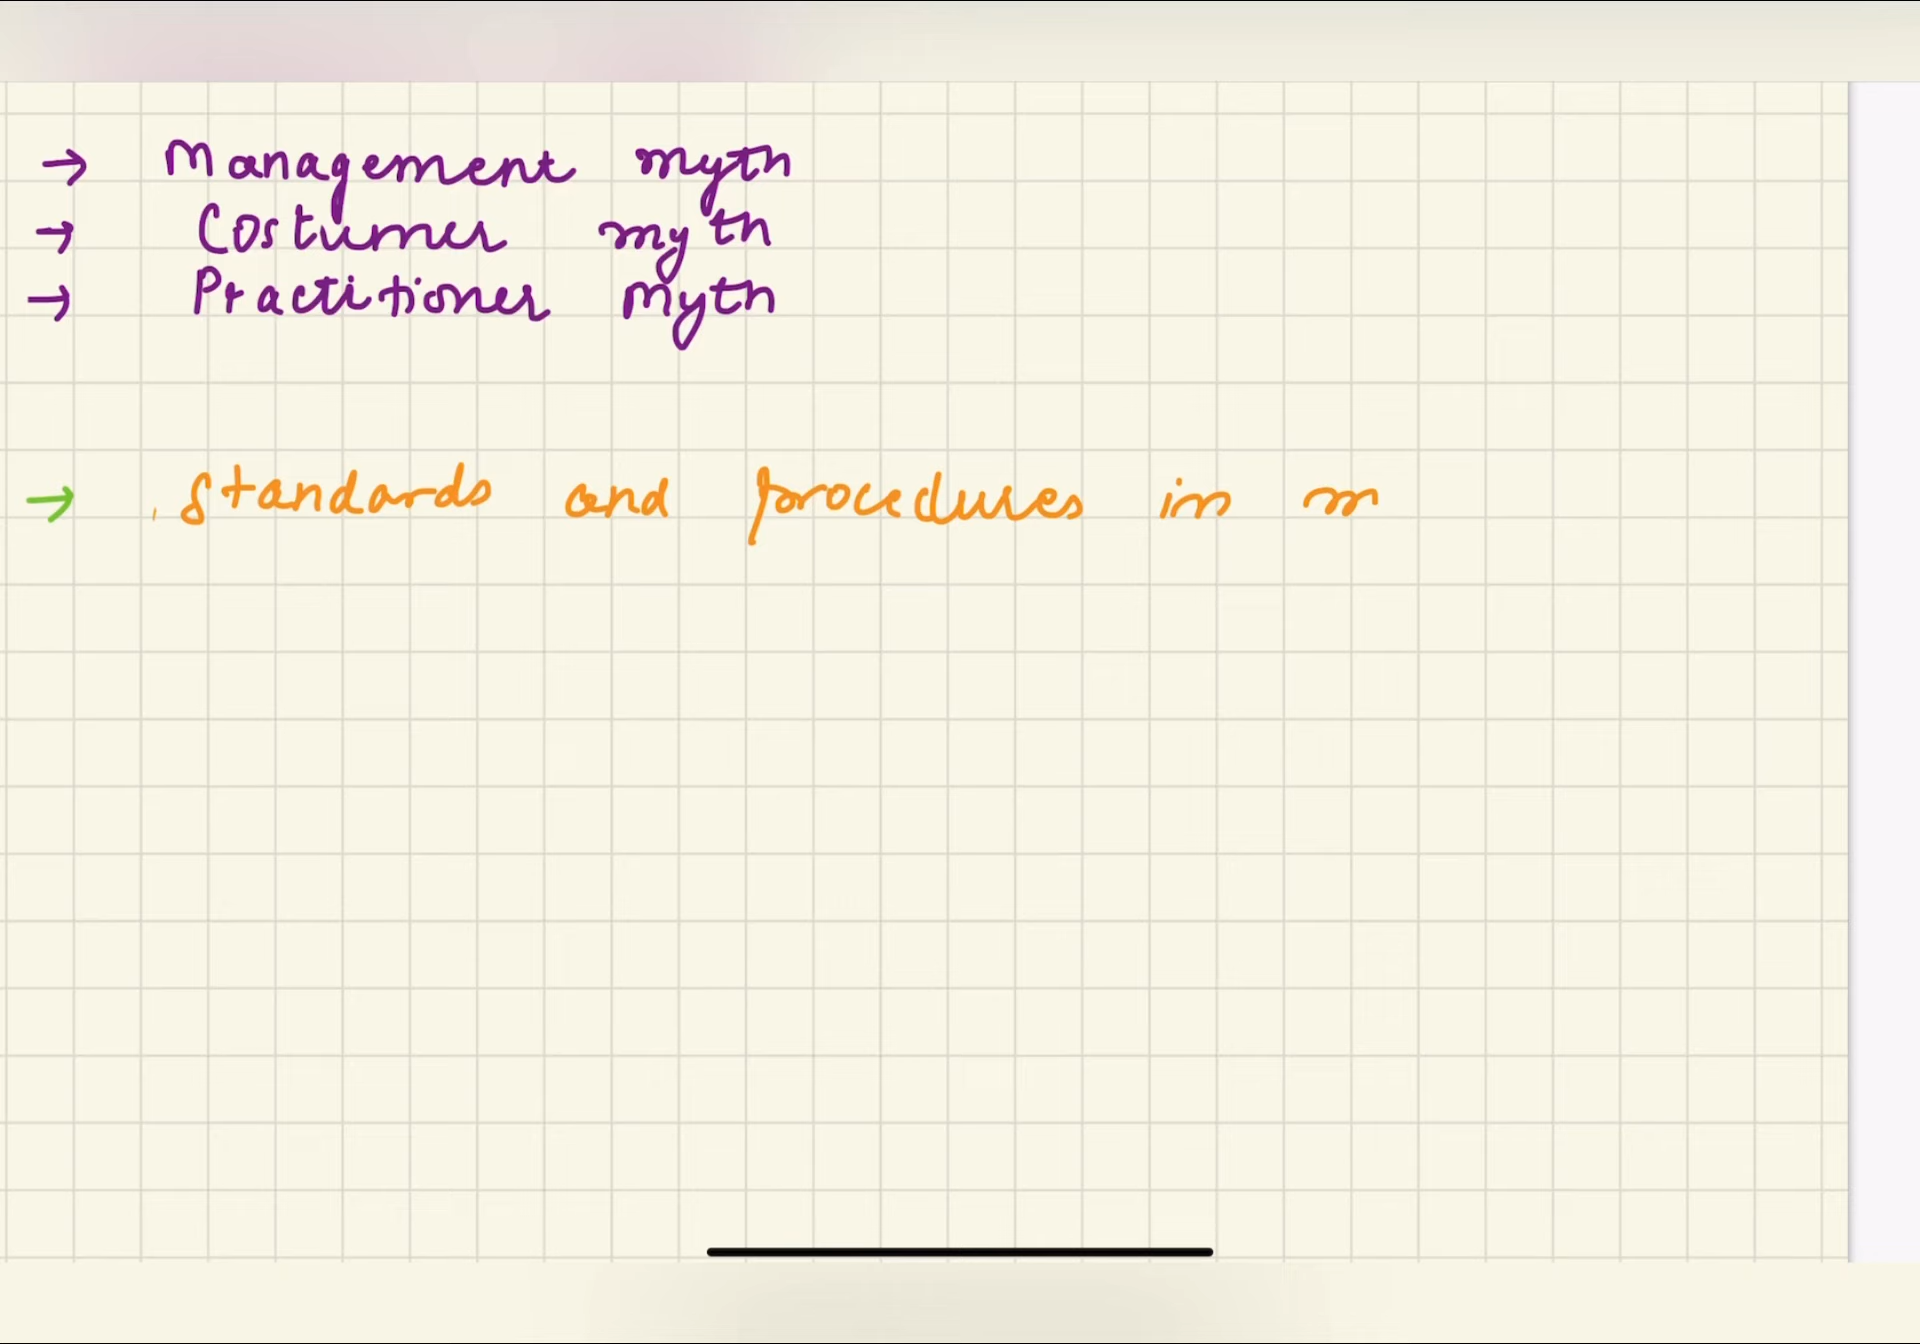 → Management myth
→ Costumer myth
→ Practitioner myth
→ Standards and procedures in m